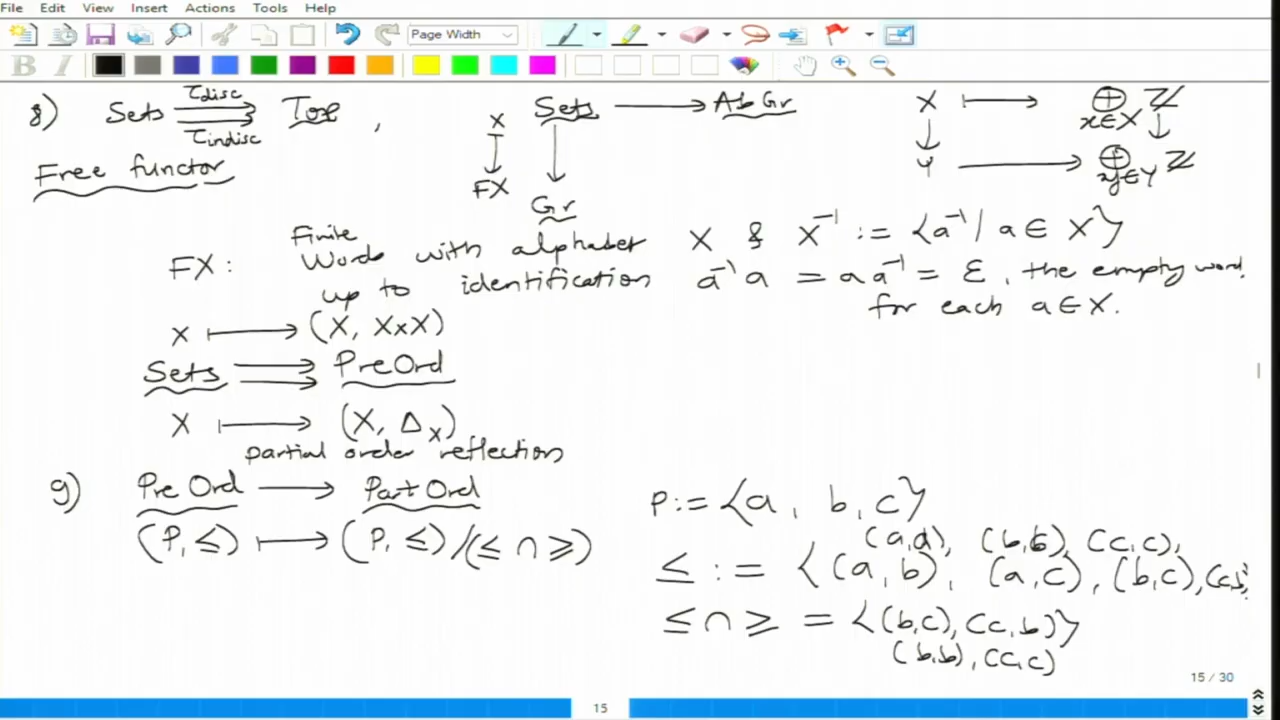 File Edit View Insert Actions Tools Help
Page Width
B I
8) Sets τdisc τindisc Top , Sets → AbGr X ↦ ⊕ x∈X ℤ
Free functor X ↦ FX Gr Y → ⊕ y∈Y ℤ
FX : Finite Words with alphabet X & X⁻¹ := {a⁻¹ / a ∈ X}
up to identification a⁻¹a = aa⁻¹ = ε, the empty word,
for each a ∈ X.
X ↦ (X, X×X)
Sets ⇉ PreOrd
X ↦ (X, Δ_X)
partial order reflection
9) PreOrd → PartOrd
(P, ≤) ↦ (P, ≤)/(≤ ∩ ≥)
P := {a, b, c}
(a,a), (b,b), (c,c),
≤ := {(a,b), (a,c), (b,c), (c,b)
≤ ∩ ≥ = {(b,c), (c,b)}
(b,b), (c,c)
15 / 30
15